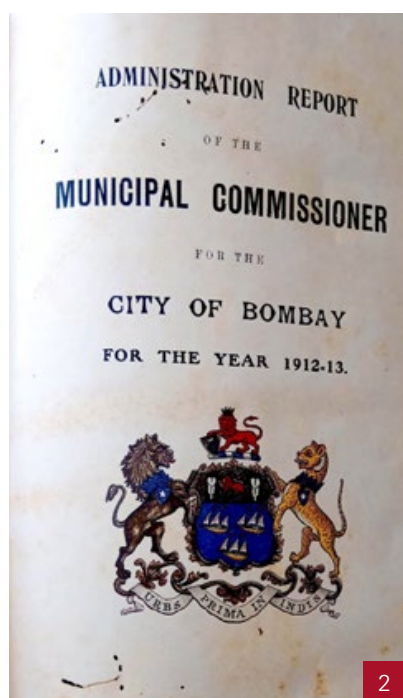 ADMINISTRATION REPORT
OF THE
MUNICIPAL COMMISSIONER
FOR THE
CITY OF BOMBAY
FOR THE YEAR 1912-13.
URBS PRIMA IN INDIS
2